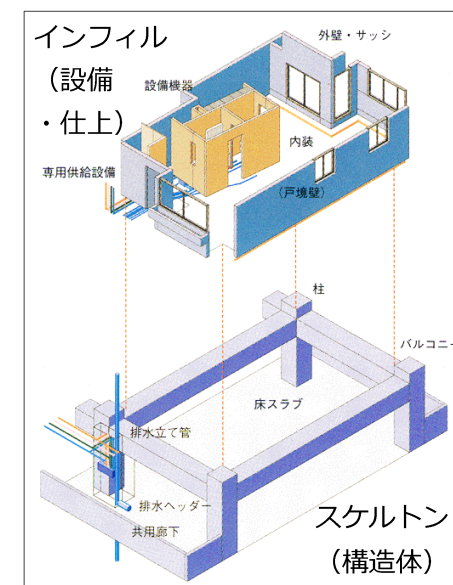 インフィル
（設備
・仕上）
外壁・サッシ
設備機器
内装
専用供給設備
（戸境壁）
柱
バルコニー
床スラブ
排水立て管
排水ヘッダー
共用廊下
スケルトン
（構造体）